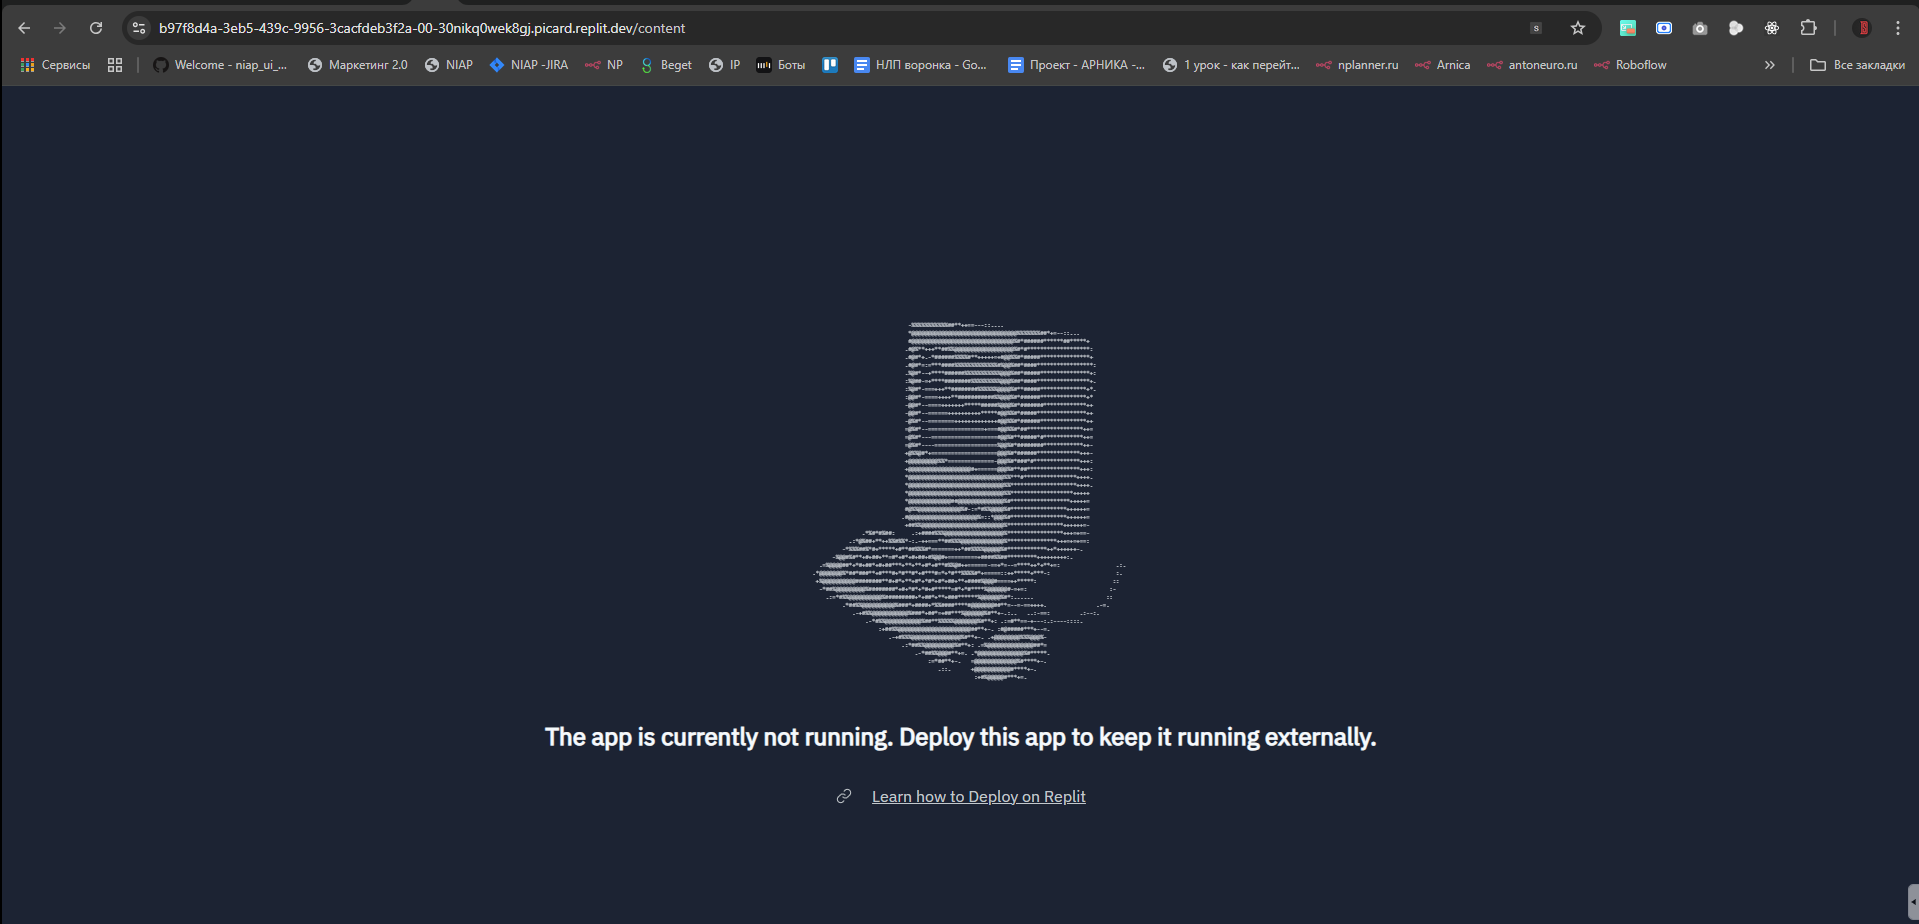 b97f8d4a-3eb5-439c-9956-3cacfdeb3f2a-00-30nikq0wek8gj.picard.replit.dev/content
s
Сервисы Welcome - niap_ui_... Маркетинг 2.0 NIAP NIAP -JIRA NP Beget IP Боты НЛП воронка - Go... Проект - АРНИКА -... 1 урок - как перейт... nplanner.ru Arnica antoneuro.ru Roboflow » Все закладки
The app is currently not running. Deploy this app to keep it running externally.
Learn how to Deploy on Replit